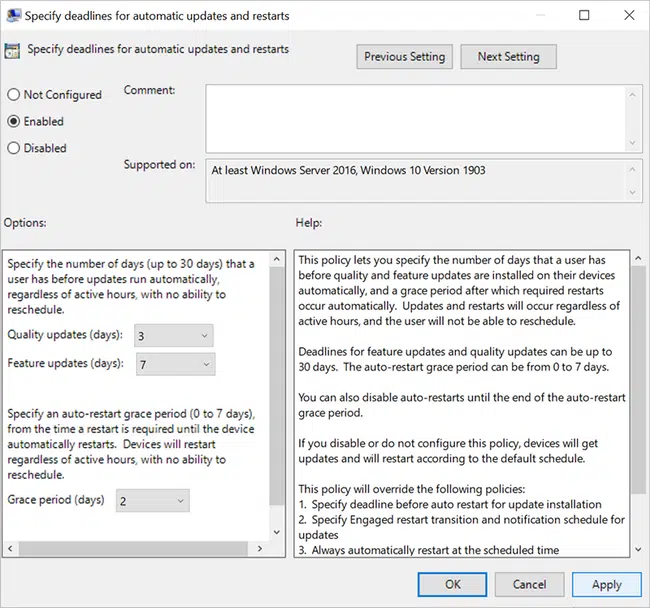 Specify deadlines for automatic updates and restarts
Specify deadlines for automatic updates and restarts
Previous Setting
Next Setting
Not Configured
Comment:
Enabled
Disabled
Supported on:
At least Windows Server 2016, Windows 10 Version 1903
Options:
Help:
Specify the number of days (up to 30 days) that a
user has before updates run automatically,
regardless of active hours, with no ability to
reschedule.
Quality updates (days):
3
Feature updates (days):
7
Specify an auto-restart grace period (0 to 7 days),
from the time a restart is required until the device
automatically restarts. Devices will restart
regardless of active hours, with no ability to
reschedule.
Grace period (days)
2
This policy lets you specify the number of days that a user has
before quality and feature updates are installed on their devices
automatically, and a grace period after which required restarts
occur automatically. Updates and restarts will occur regardless of
active hours, and the user will not be able to reschedule.
Deadlines for feature updates and quality updates can be up to
30 days. The auto-restart grace period can be from 0 to 7 days.
You can also disable auto-restarts until the end of the auto-restart
grace period.
If you disable or do not configure this policy, devices will get
updates and will restart according to the default schedule.
This policy will override the following policies:
1. Specify deadline before auto restart for update installation
2. Specify Engaged restart transition and notification schedule for
updates
3. Always automatically restart at the scheduled time
OK
Cancel
Apply